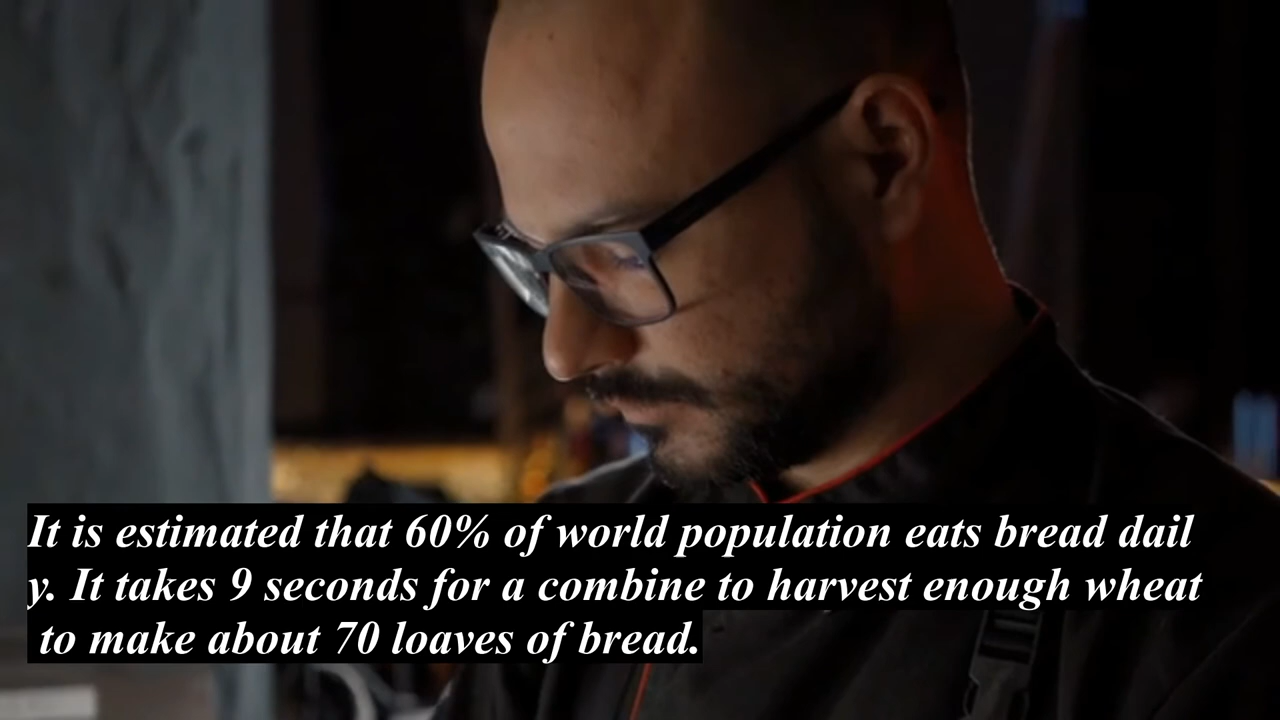 It is estimated that 60% of world population eats bread dail
y. It takes 9 seconds for a combine to harvest enough wheat
to make about 70 loaves of bread.